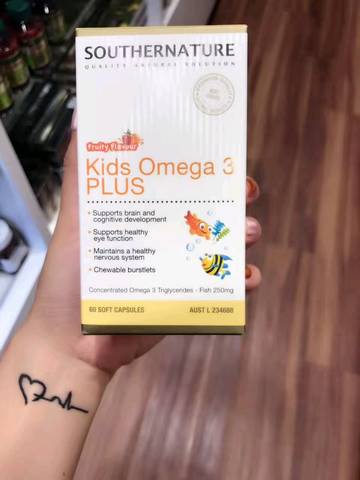 SOUTHERNATURE
QUALITY NATURAL SOLUTION
Fruity Flavour
Kids Omega 3
PLUS
• Supports brain and
cognitive development
• Supports healthy
eye function
• Maintains a healthy
nervous system
• Chewable burstlets
Concentrated Omega 3 Triglycerides - Fish 250mg
60 SOFT CAPSULES
AUST L 234688